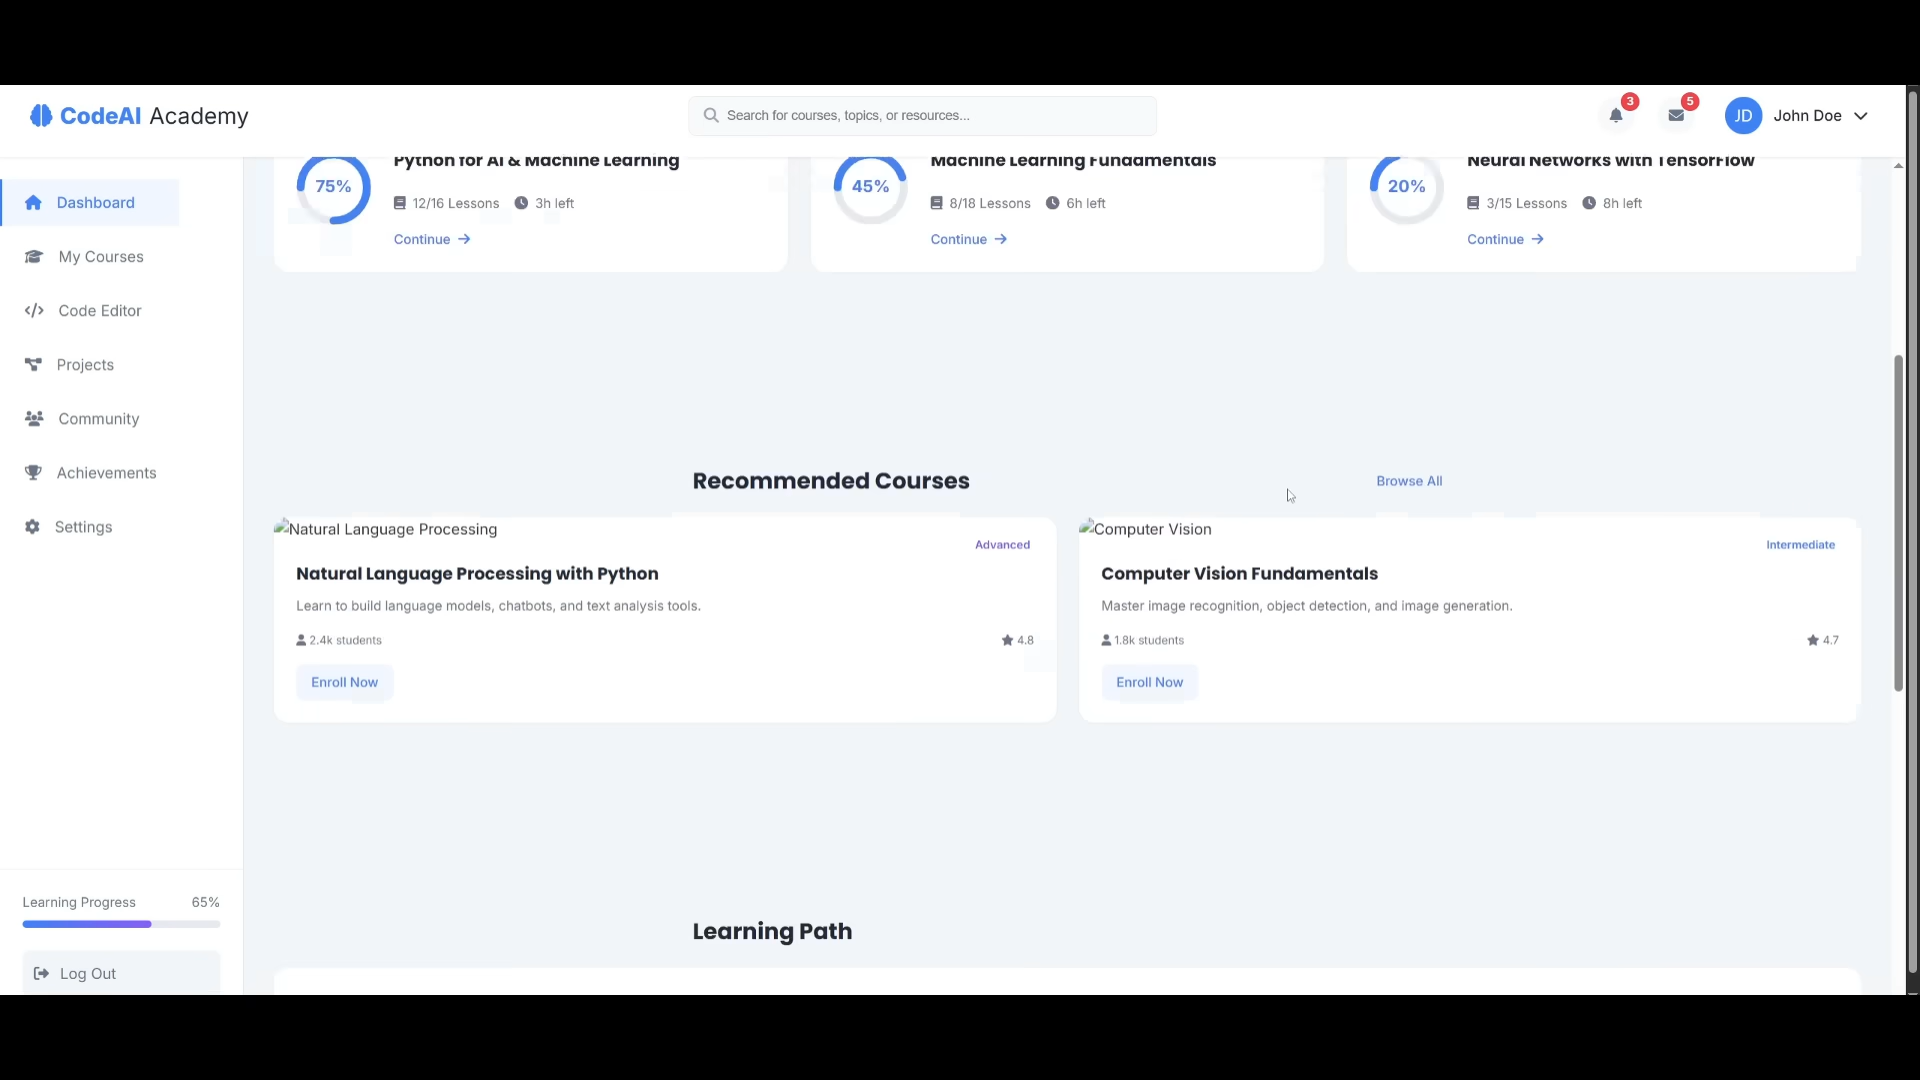 CodeAI Academy
Search for courses, topics, or resources...
3
5
JD
John Doe
Dashboard
My Courses
Code Editor
Projects
Community
Achievements
Settings
Learning Progress 65%
Log Out
75%
Python for AI & Machine Learning
12/16 Lessons 3h left
Continue
45%
Machine Learning Fundamentals
8/18 Lessons 6h left
Continue
20%
Neural Networks with TensorFlow
3/15 Lessons 8h left
Continue
Recommended Courses
Browse All
Natural Language Processing
Advanced
Natural Language Processing with Python
Learn to build language models, chatbots, and text analysis tools.
2.4k students 4.8
Enroll Now
Computer Vision
Intermediate
Computer Vision Fundamentals
Master image recognition, object detection, and image generation.
1.8k students 4.7
Enroll Now
Learning Path